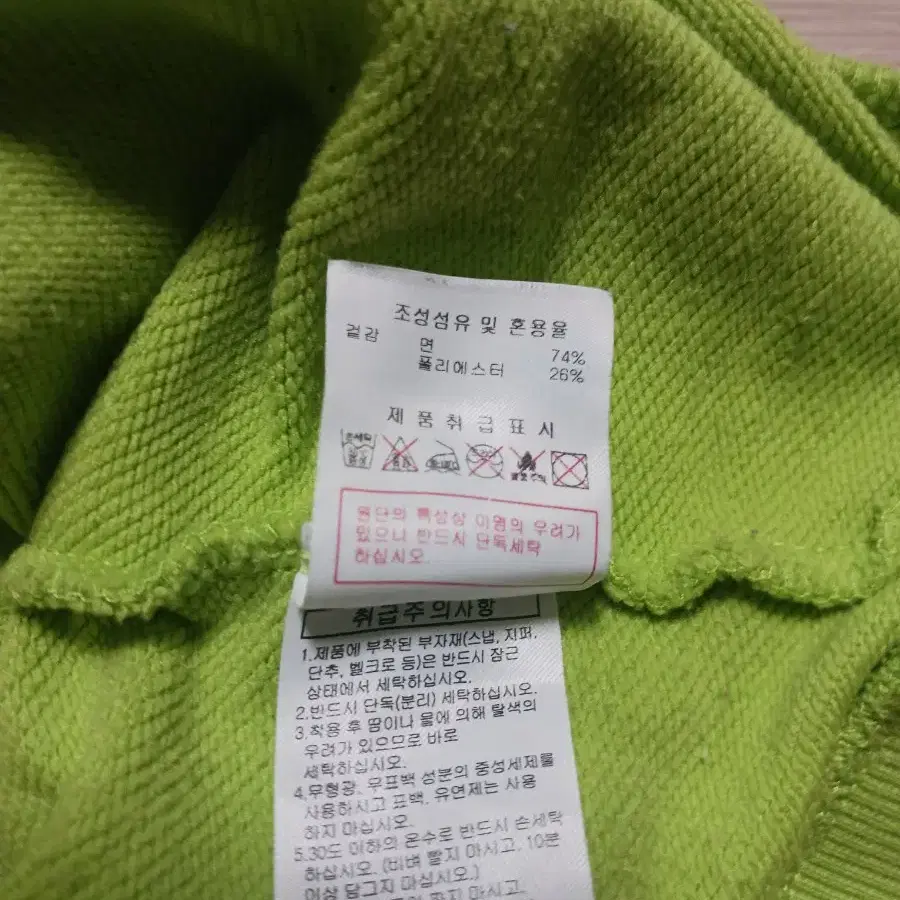 조성섬유 및 혼용율
겉감 면 74%
폴리에스터 26%
제품취급표시
원단의 특성상 이염의 우려가
있으니 반드시 단독세탁
하십시오.
취급주의사항
1.제품에 부착된 부자재(스냅, 지퍼,
단추, 벨크로 등)은 반드시 잠근
상태에서 세탁하십시오.
2.반드시 단독(분리) 세탁하십시오.
3.착용 후 땀이나 물에 의해 탈색의
우려가 있으므로 바로
세탁하십시오.
4.무형광, 무표백 성분의 중성세제를
사용하시고 표백, 유연제는 사용
하지 마십시오.
5.30도 이하의 온수로 반드시 손세탁
하십시오. (비벼 빨지 마시고, 10분
이상 담그지 마십시오.)
마시고,